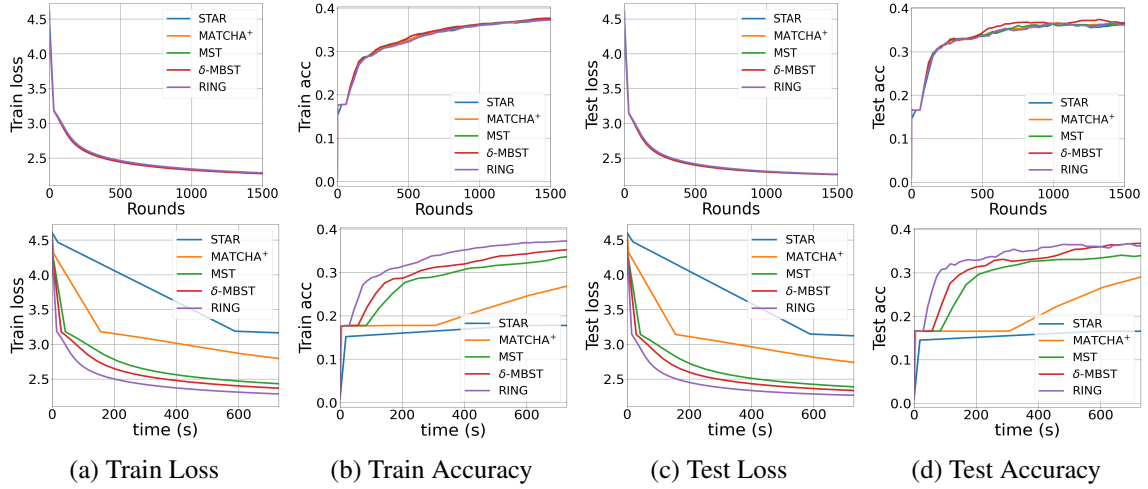 4.5
4.0
3.5
3.0
2.5
Train loss
STAR
MATCHA+
MST
δ-MBST
RING
0
500
1000
1500
Rounds
0.4
0.3
0.2
0.1
0.0
Train acc
STAR
MATCHA+
MST
δ-MBST
RING
0
500
1000
1500
Rounds
4.5
4.0
3.5
3.0
2.5
Test loss
STAR
MATCHA+
MST
δ-MBST
RING
0
500
1000
1500
Rounds
0.4
0.3
0.2
0.1
0.0
Test acc
STAR
MATCHA+
MST
δ-MBST
RING
0
500
1000
1500
Rounds
4.5
4.0
3.5
3.0
2.5
Train loss
STAR
MATCHA+
MST
δ-MBST
RING
0
200
400
600
time (s)
0.4
0.3
0.2
0.1
0.0
Train acc
STAR
MATCHA+
MST
δ-MBST
RING
0
200
400
600
time (s)
4.5
4.0
3.5
3.0
2.5
Test loss
STAR
MATCHA+
MST
δ-MBST
RING
0
200
400
600
time (s)
0.4
0.3
0.2
0.1
0.0
Test acc
STAR
MATCHA+
MST
δ-MBST
RING
0
200
400
600
time (s)
(a) Train Loss
(b) Train Accuracy
(c) Test Loss
(d) Test Accuracy